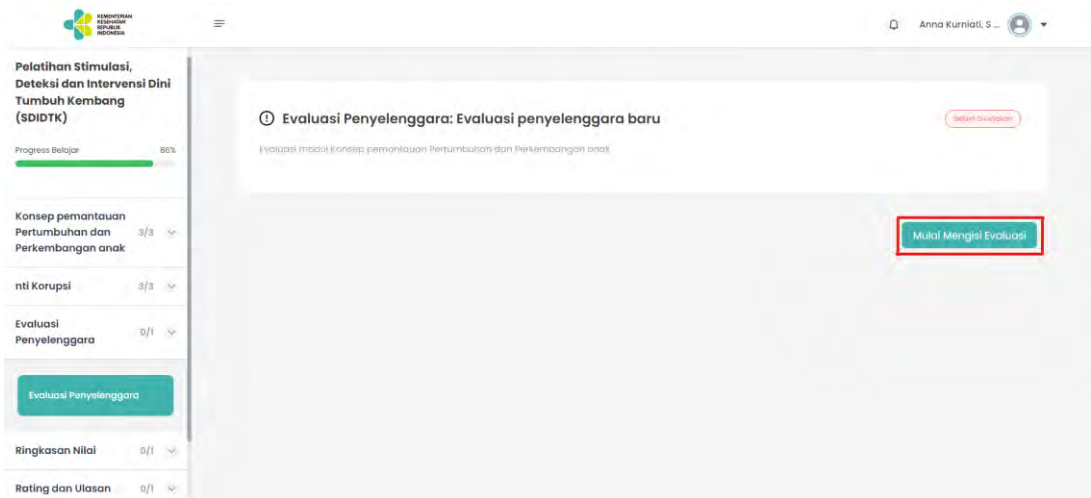 KEMENTERIAN
KESEHATAN
REPUBLIK
INDONESIA
Anna Kurniati, S ...
Pelatihan Stimulasi,
Deteksi dan Intervensi Dini
Tumbuh Kembang
(SDIDTK)
Progress Belajar 86%
Evaluasi Penyelenggara: Evaluasi penyelenggara baru
Belum Dikerjakan
Evaluasi modul Konsep pemantauan Pertumbuhan dan Perkembangan anak
Mulai Mengisi Evaluasi
Konsep pemantauan
Pertumbuhan dan 3/3
Perkembangan anak
nti Korupsi 3/3
Evaluasi
Penyelenggara 0/1
Evaluasi Penyelenggara
Ringkasan Nilai 0/1
Rating dan Ulasan 0/1